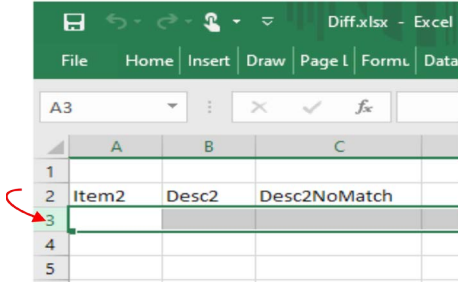 Diff.xlsx - Excel
File Home Insert Draw Page L Formu Data
A3 fx
A B C
1
2 Item2 Desc2 Desc2NoMatch
3
4
5